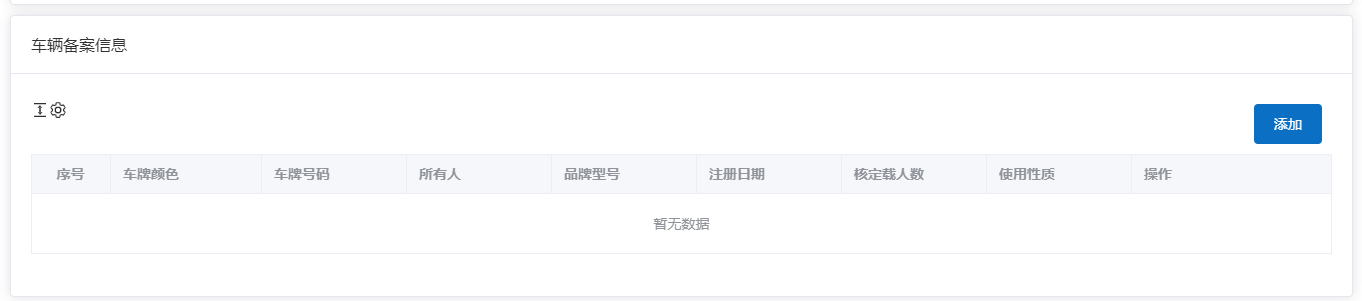 车辆备案信息
添加
序号 车牌颜色 车牌号码 所有人 品牌型号 注册日期 核定载人数 使用性质 操作
暂无数据